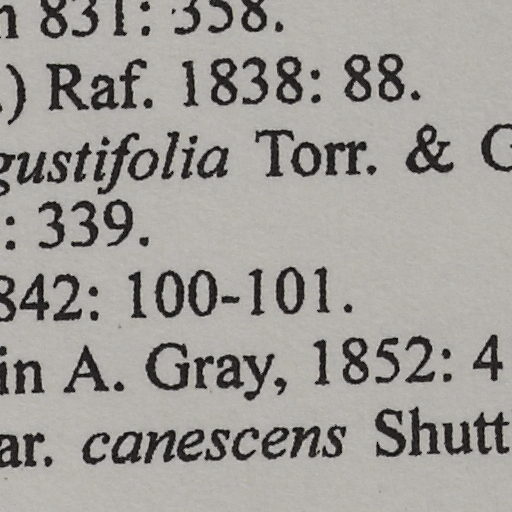 831: 358.
.) Raf. 1838: 88.
gustifolia Torr. & G
: 339.
842: 100-101.
in A. Gray, 1852: 4
ar. canescens Shutt